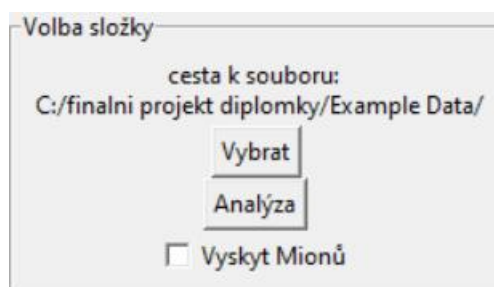 Volba složky
cesta k souboru:
C:/finalni projekt diplomky/Example Data/
Vybrat
Analýza
Vyskyt Mionů